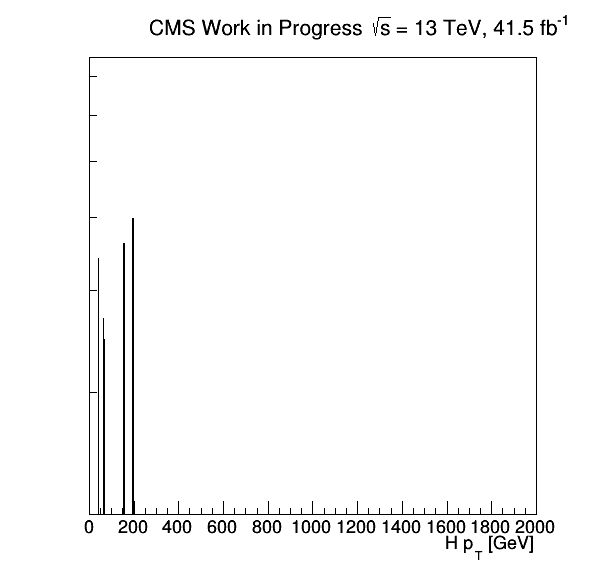 CMS Work in Progress √s = 13 TeV, 41.5 fb⁻¹
0 200 400 600 800 1000 1200 1400 1600 1800 2000
H p_T [GeV]